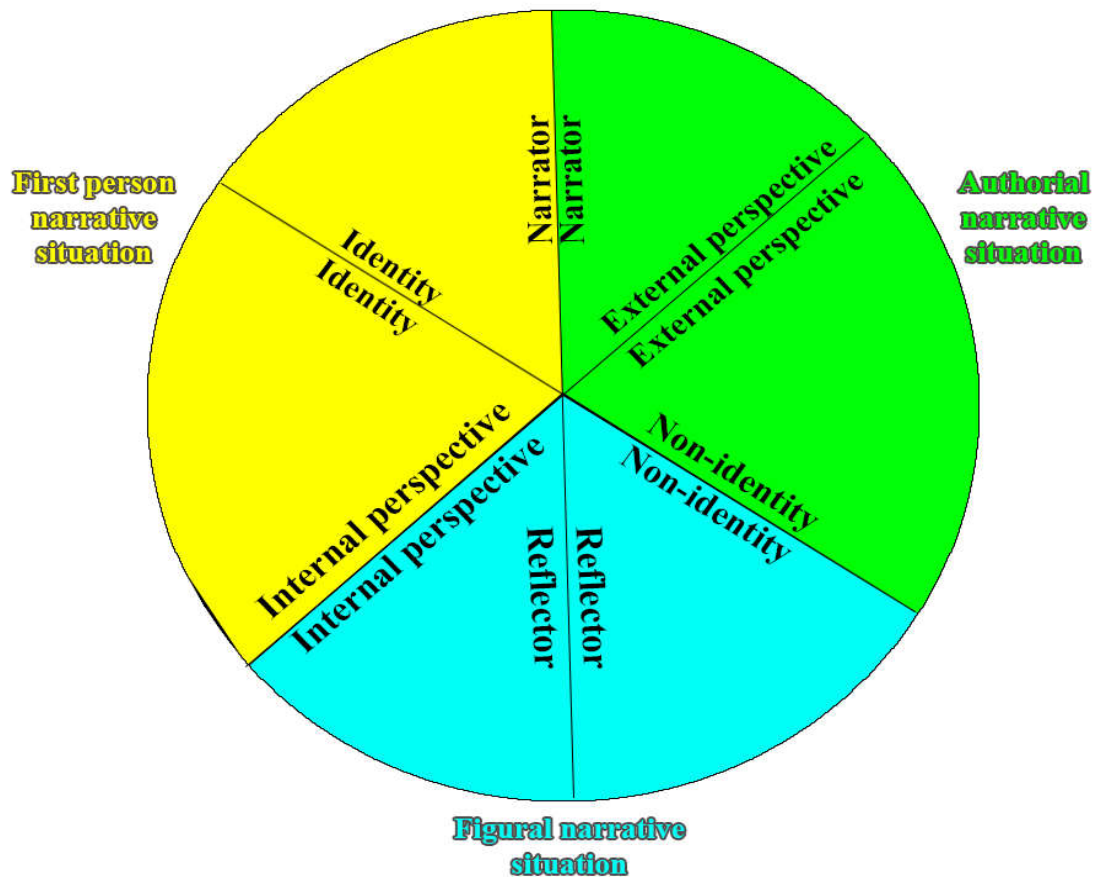 First person
narrative
situation
Authorial
narrative
situation
Narrator
Narrator
External perspective
External perspective
Identity
Identity
Non-identity
Non-identity
Internal perspective
Internal perspective
Reflector
Reflector
Figural narrative
situation